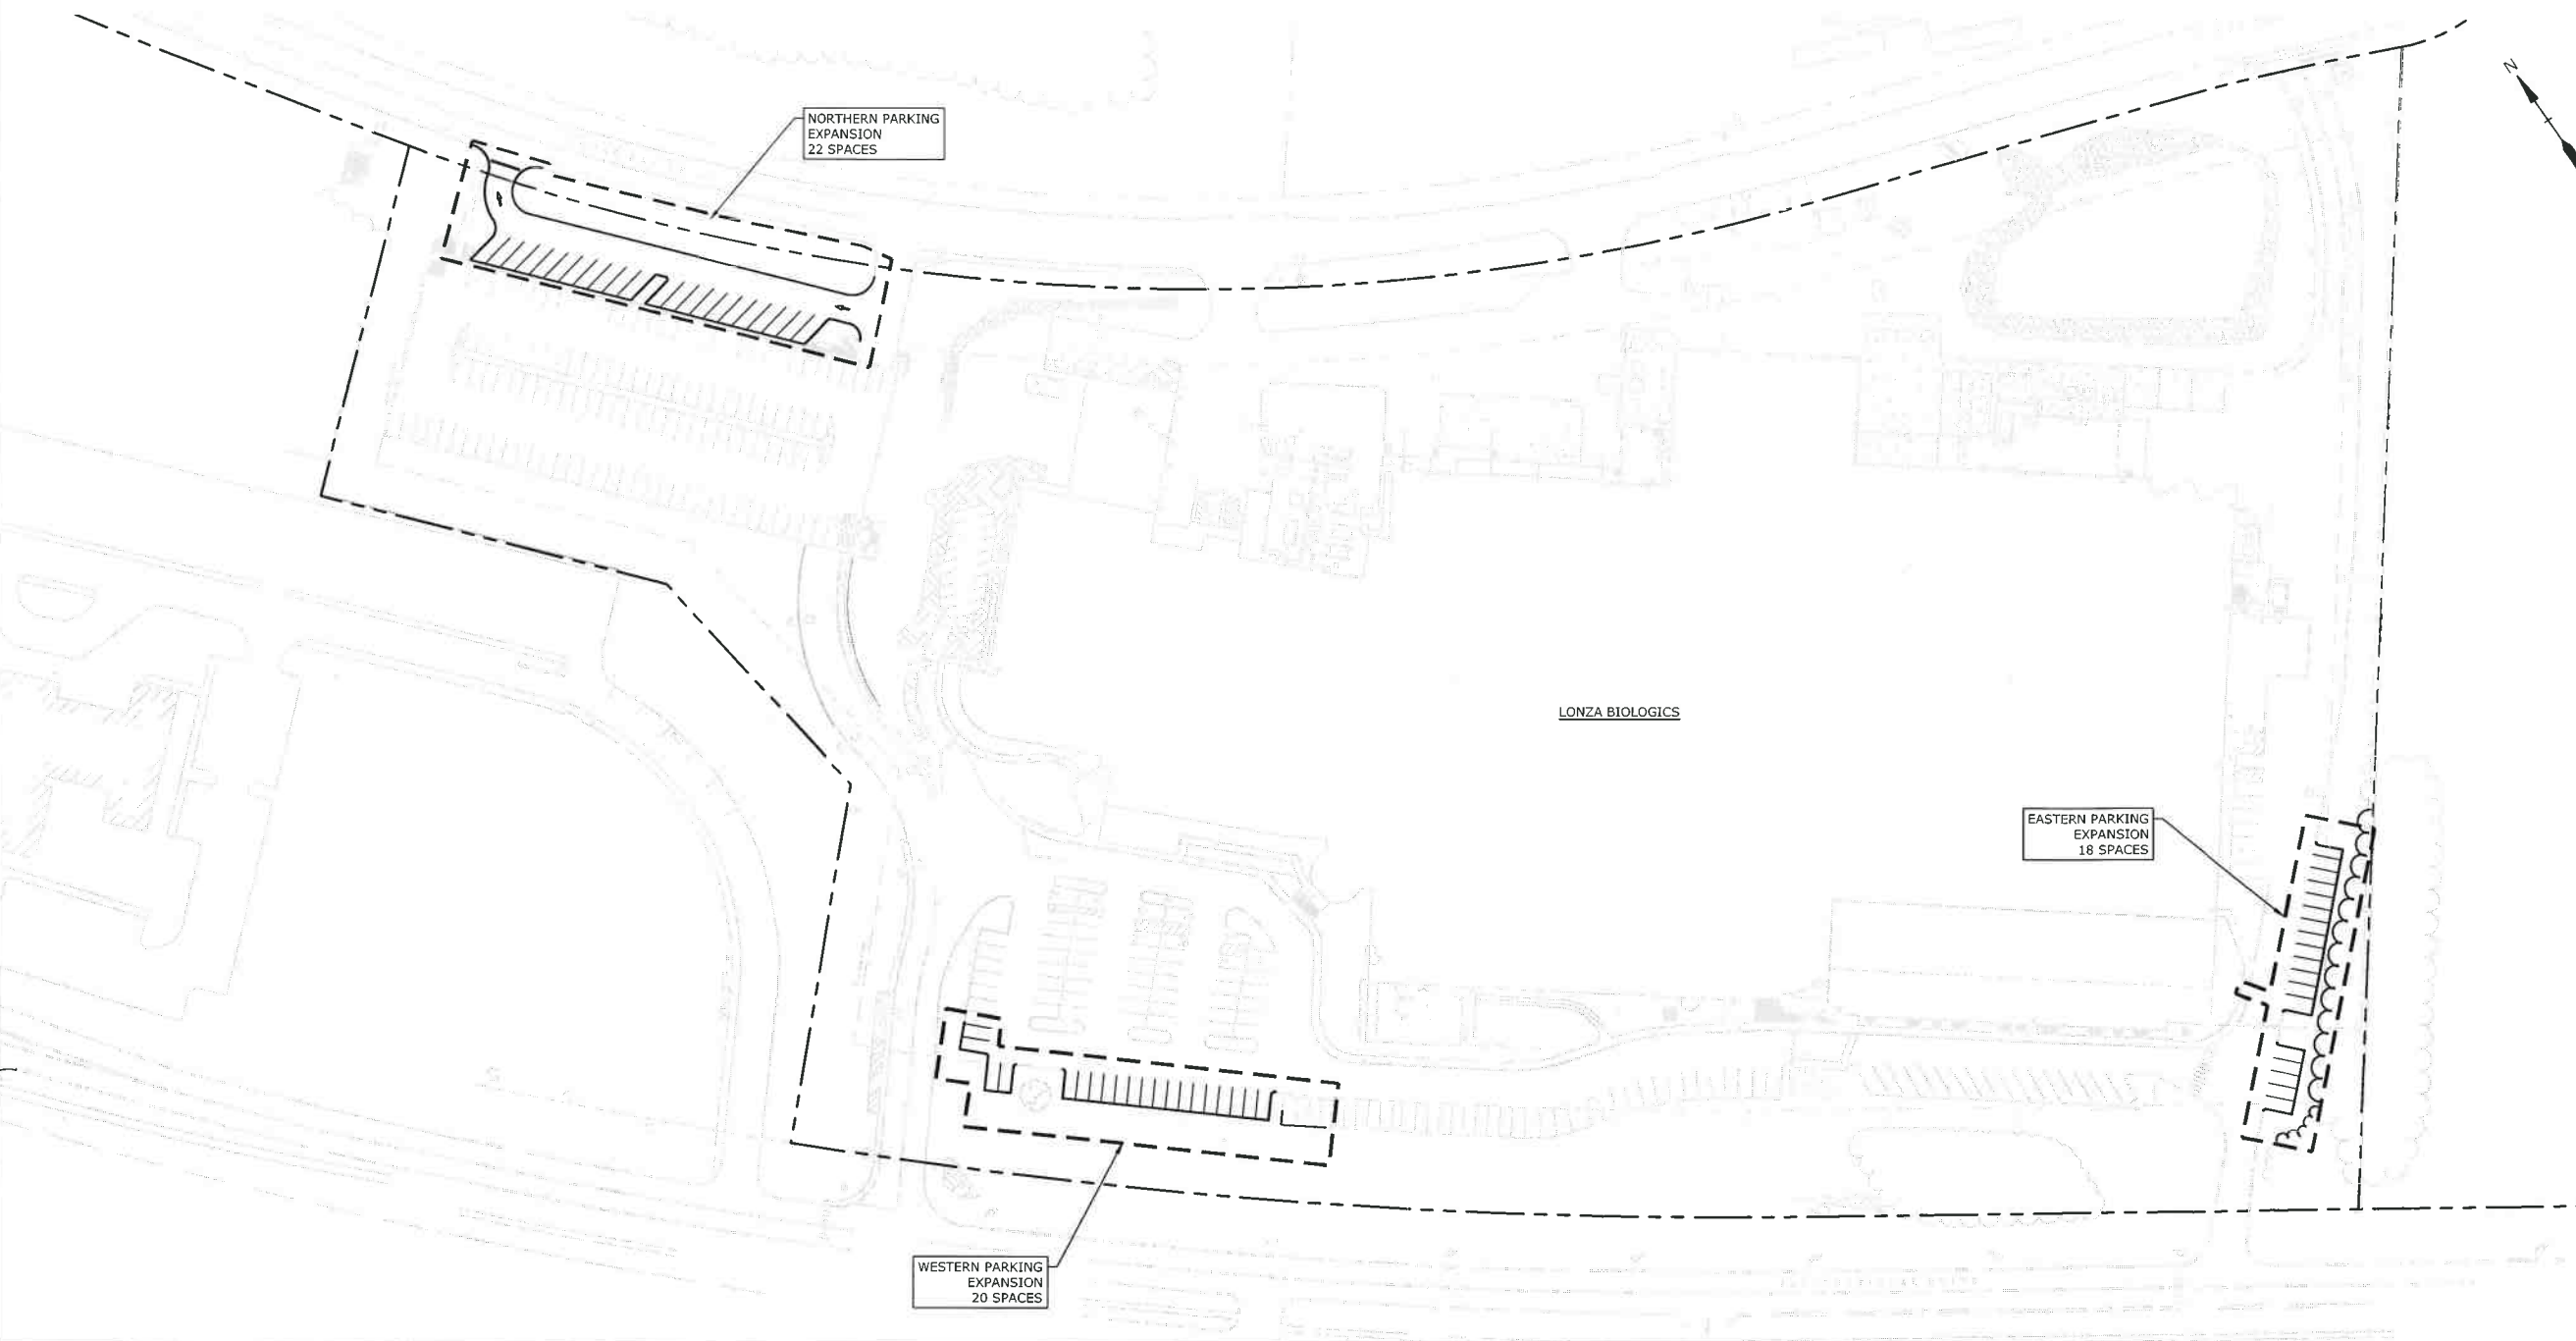 N
NORTHERN PARKING
EXPANSION
22 SPACES
LONZA BIOLOGICS
EASTERN PARKING
EXPANSION
18 SPACES
WESTERN PARKING
EXPANSION
20 SPACES